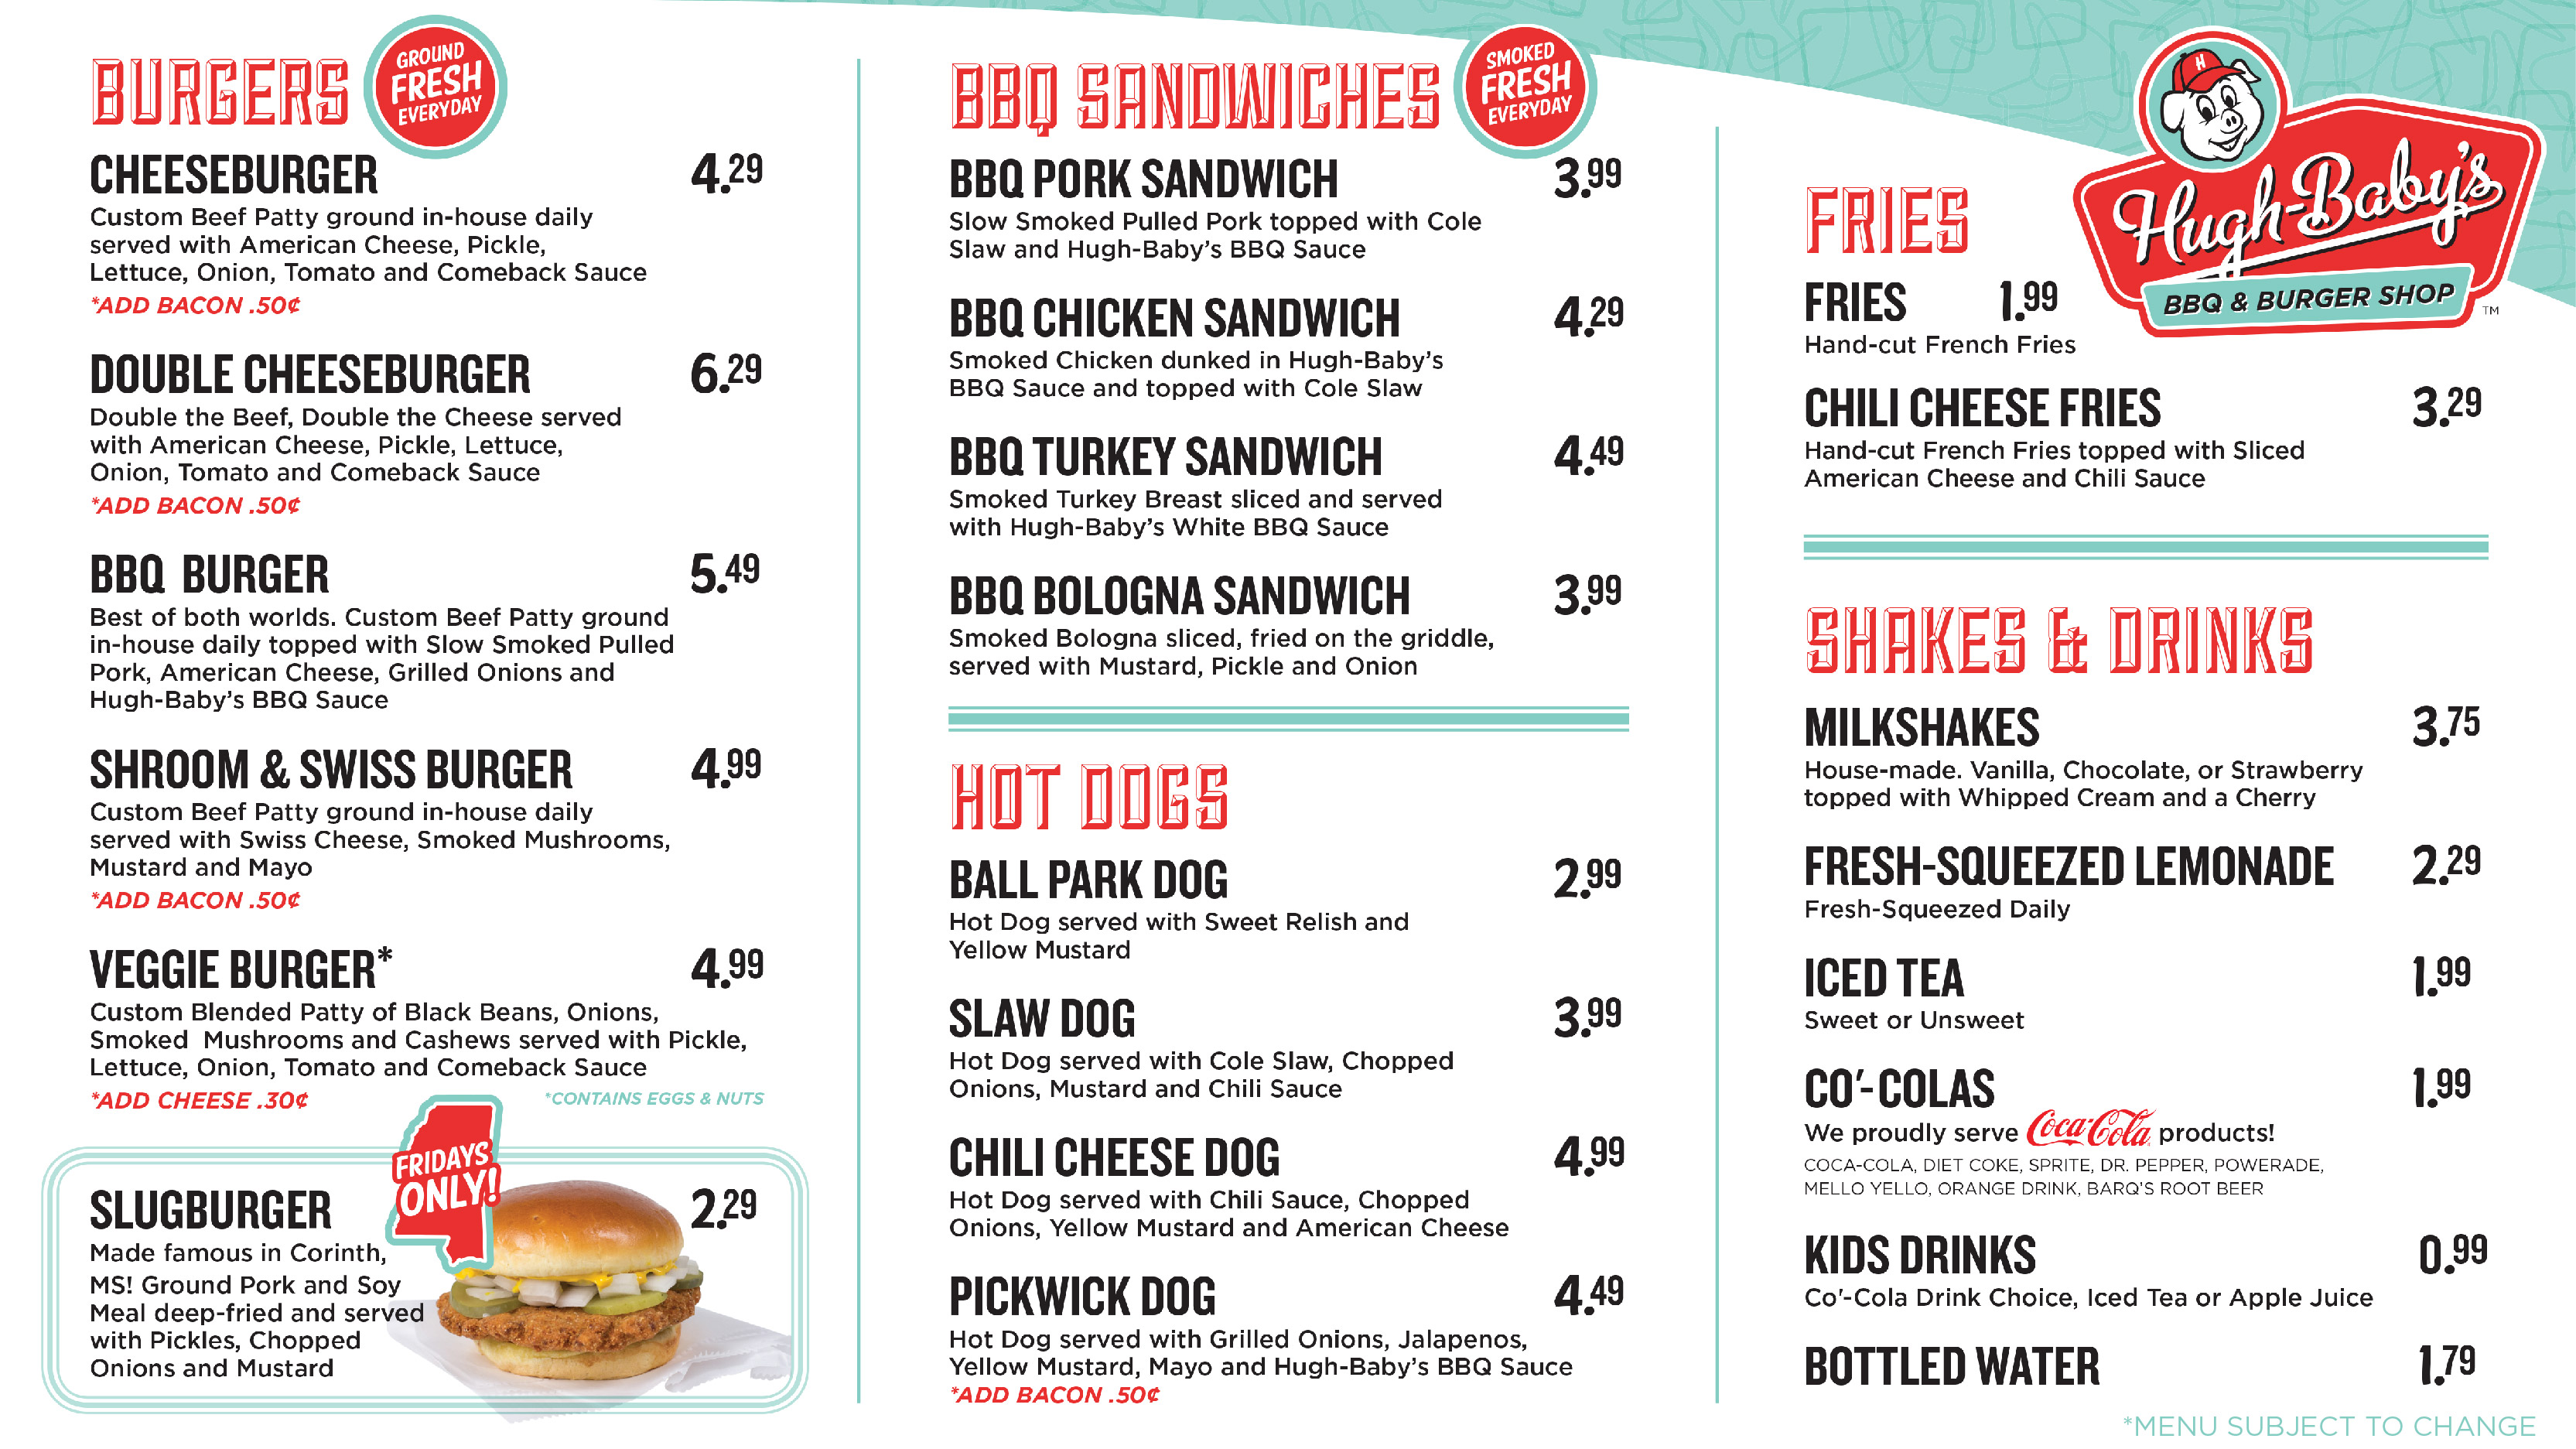 BURGERS
GROUND
FRESH
EVERYDAY
CHEESEBURGER 4.29
Custom Beef Patty ground in-house daily
served with American Cheese, Pickle,
Lettuce, Onion, Tomato and Comeback Sauce
*ADD BACON .50¢
DOUBLE CHEESEBURGER 6.29
Double the Beef, Double the Cheese served
with American Cheese, Pickle, Lettuce,
Onion, Tomato and Comeback Sauce
*ADD BACON .50¢
BBQ BURGER 5.49
Best of both worlds. Custom Beef Patty ground
in-house daily topped with Slow Smoked Pulled
Pork, American Cheese, Grilled Onions and
Hugh-Baby's BBQ Sauce
SHROOM & SWISS BURGER 4.99
Custom Beef Patty ground in-house daily
served with Swiss Cheese, Smoked Mushrooms,
Mustard and Mayo
*ADD BACON .50¢
VEGGIE BURGER* 4.99
Custom Blended Patty of Black Beans, Onions,
Smoked Mushrooms and Cashews served with Pickle,
Lettuce, Onion, Tomato and Comeback Sauce
*ADD CHEESE .30¢ *CONTAINS EGGS & NUTS
FRIDAYS
ONLY!
SLUGBURGER 2.29
Made famous in Corinth,
MS! Ground Pork and Soy
Meal deep-fried and served
with Pickles, Chopped
Onions and Mustard
BBQ SANDWICHES
SMOKED
FRESH
EVERYDAY
BBQ PORK SANDWICH 3.99
Slow Smoked Pulled Pork topped with Cole
Slaw and Hugh-Baby's BBQ Sauce
BBQ CHICKEN SANDWICH 4.29
Smoked Chicken dunked in Hugh-Baby's
BBQ Sauce and topped with Cole Slaw
BBQ TURKEY SANDWICH 4.49
Smoked Turkey Breast sliced and served
with Hugh-Baby's White BBQ Sauce
BBQ BOLOGNA SANDWICH 3.99
Smoked Bologna sliced, fried on the griddle,
served with Mustard, Pickle and Onion
HOT DOGS
BALL PARK DOG 2.99
Hot Dog served with Sweet Relish and
Yellow Mustard
SLAW DOG 3.99
Hot Dog served with Cole Slaw, Chopped
Onions, Mustard and Chili Sauce
CHILI CHEESE DOG 4.99
Hot Dog served with Chili Sauce, Chopped
Onions, Yellow Mustard and American Cheese
PICKWICK DOG 4.49
Hot Dog served with Grilled Onions, Jalapenos,
Yellow Mustard, Mayo and Hugh-Baby's BBQ Sauce
*ADD BACON .50¢
H
Hugh-Baby's
BBQ & BURGER SHOP
TM
FRIES
FRIES 1.99
Hand-cut French Fries
CHILI CHEESE FRIES 3.29
Hand-cut French Fries topped with Sliced
American Cheese and Chili Sauce
SHAKES & DRINKS
MILKSHAKES 3.75
House-made. Vanilla, Chocolate, or Strawberry
topped with Whipped Cream and a Cherry
FRESH-SQUEEZED LEMONADE 2.29
Fresh-Squeezed Daily
ICED TEA 1.99
Sweet or Unsweet
CO'-COLAS 1.99
We proudly serve Coca-Cola products!
COCA-COLA, DIET COKE, SPRITE, DR. PEPPER, POWERADE,
MELLO YELLO, ORANGE DRINK, BARQ'S ROOT BEER
KIDS DRINKS 0.99
Co'-Cola Drink Choice, Iced Tea or Apple Juice
BOTTLED WATER 1.79
*MENU SUBJECT TO CHANGE